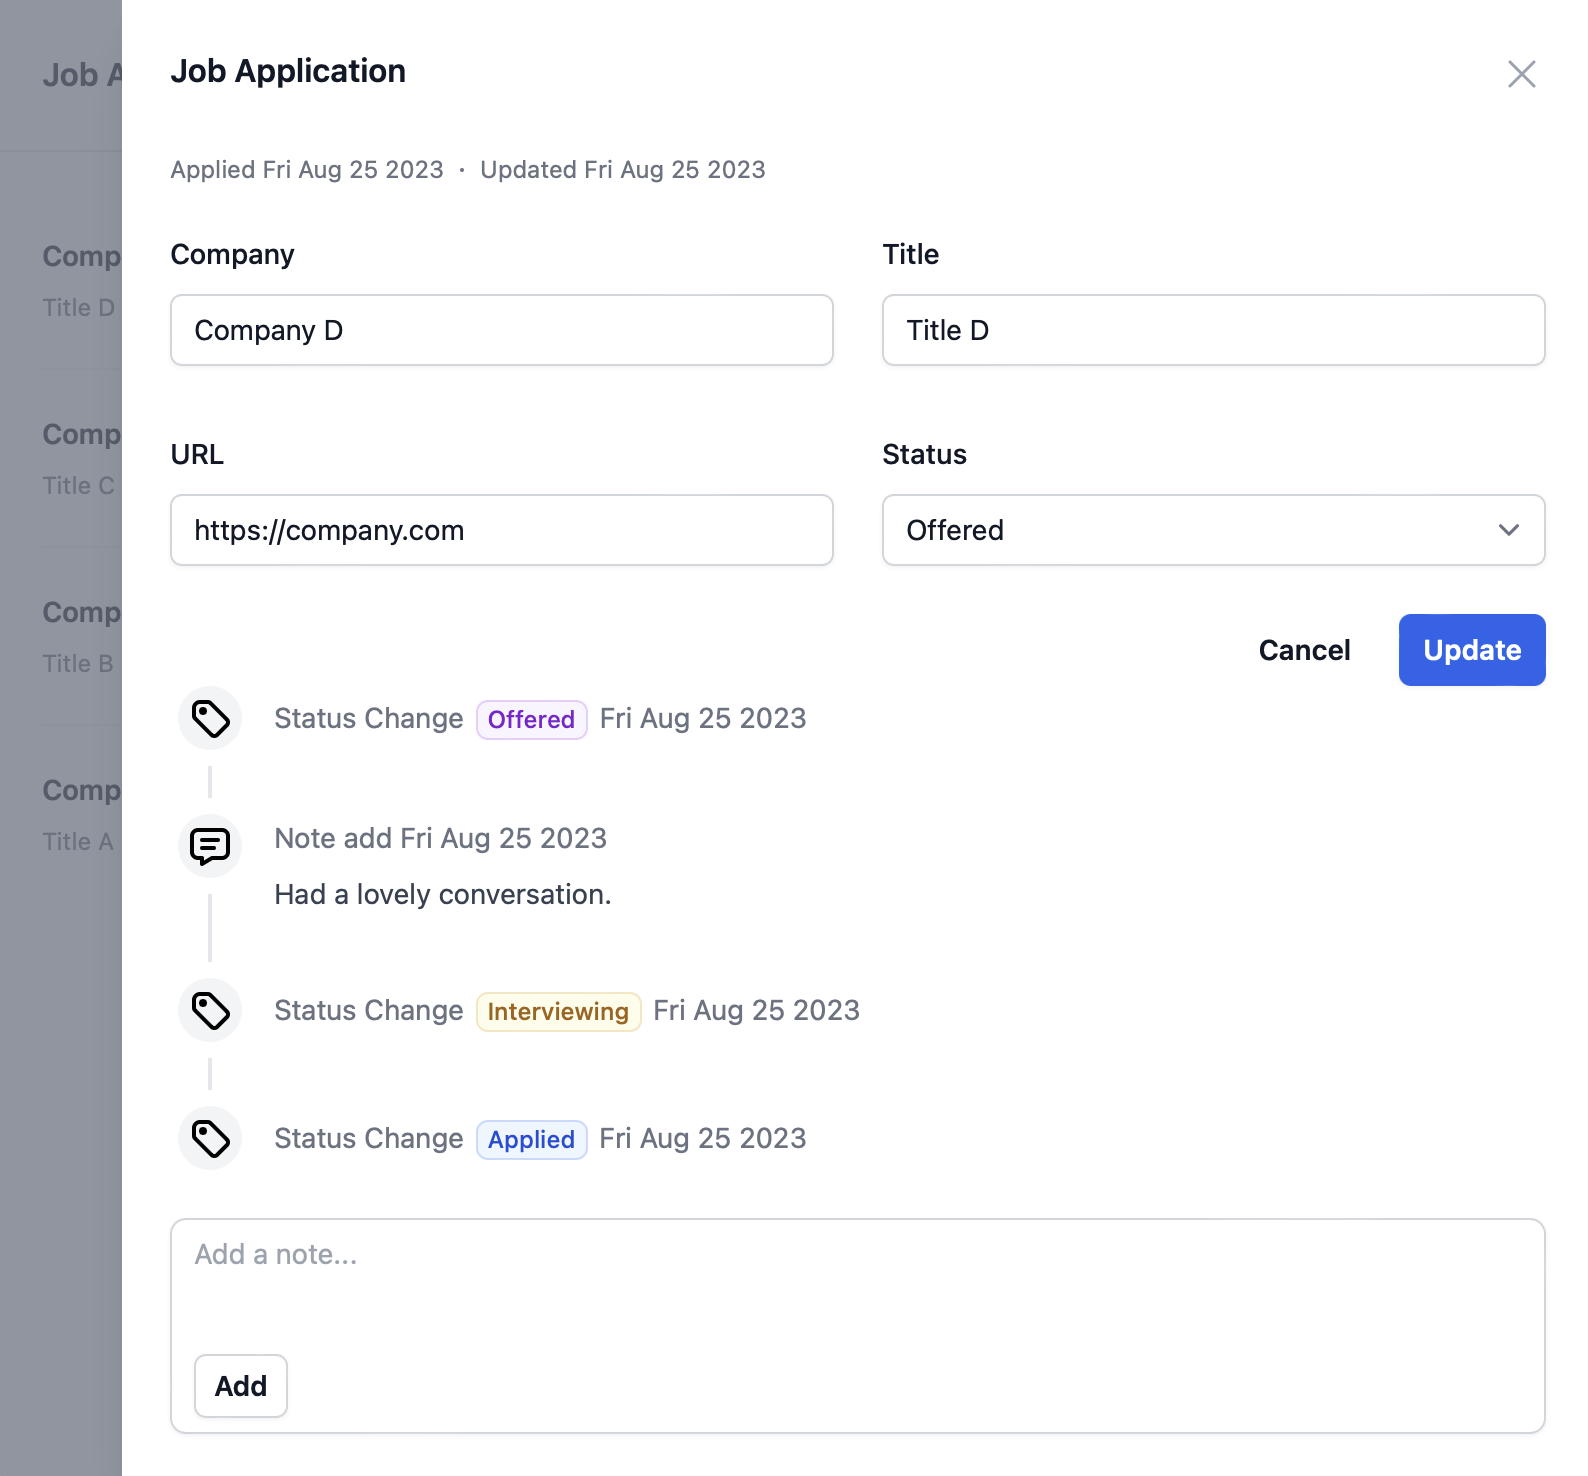 Job A
Comp
Title D
Comp
Title C
Comp
Title B
Comp
Title A
Job Application
Applied Fri Aug 25 2023 · Updated Fri Aug 25 2023
Company Title
Company D Title D
URL Status
https://company.com Offered
Cancel Update
Status Change Offered Fri Aug 25 2023
Note add Fri Aug 25 2023
Had a lovely conversation.
Status Change Interviewing Fri Aug 25 2023
Status Change Applied Fri Aug 25 2023
Add a note...
Add